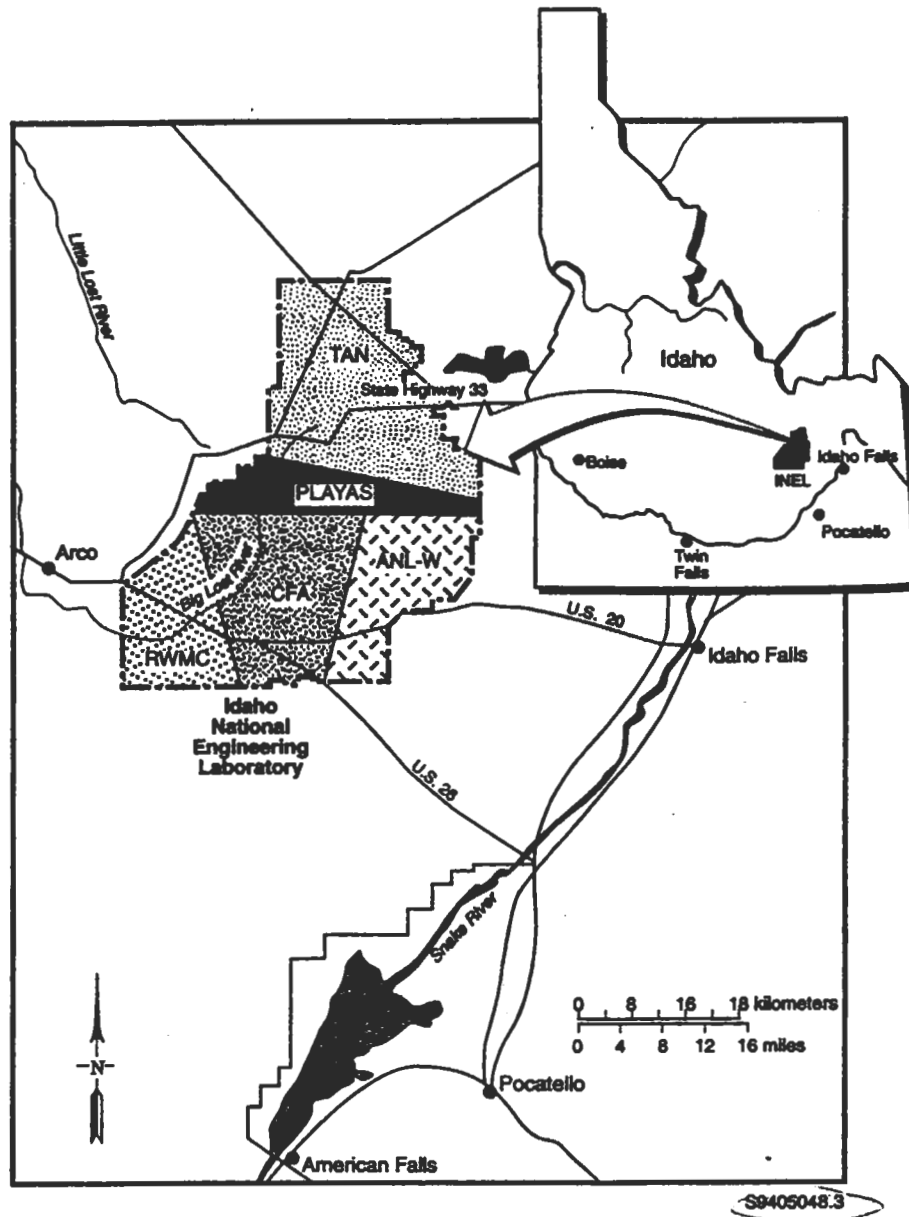 Little Lost River
TAN
State Highway 33
Idaho
PLAYAS
Boise
INEL
Idaho Falls
Pocatello
Twin
Falls
Arco
Big Lost River
CFA
ANL-W
RWMC
U.S. 20
Idaho Falls
Idaho
National
Engineering
Laboratory
U.S. 26
Snake River
0 8 16 18 kilometers
0 4 8 12 16 miles
N
Pocatello
American Falls
S9405048.3